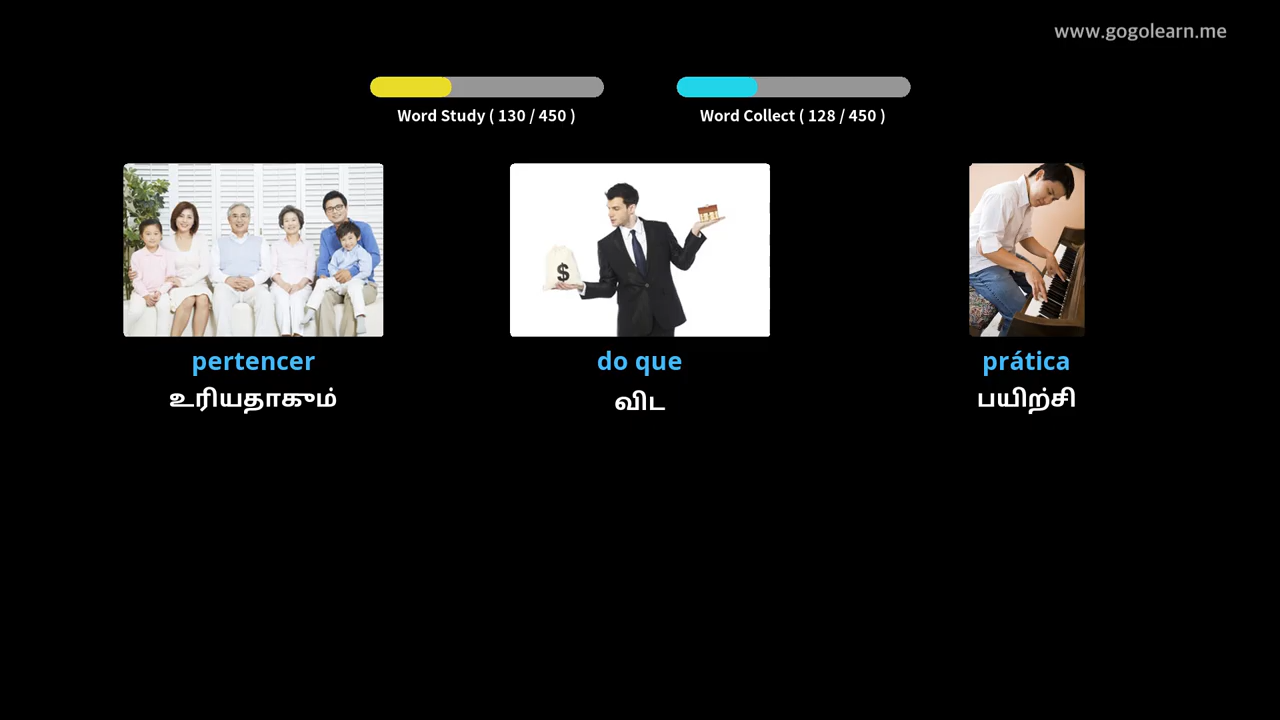 www.gogolearn.me
Word Study ( 130 / 450 )
Word Collect ( 128 / 450 )
$
pertencer
do que
prática
உரியதாகும்
விட
பயிற்சி